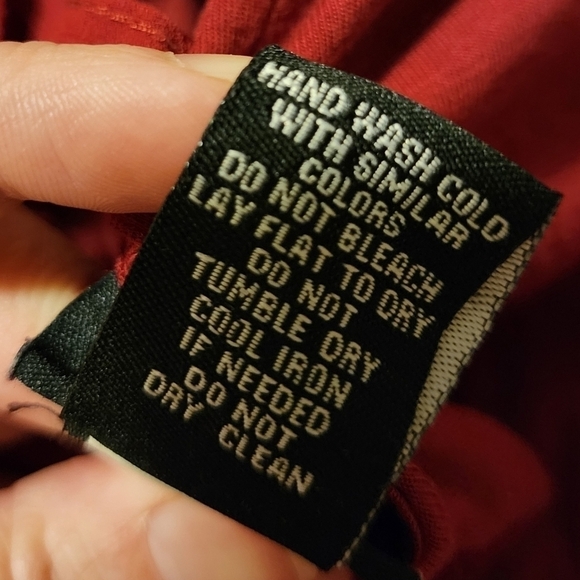 HAND WASH COLD
WITH SIMILAR
COLORS
DO NOT BLEACH
LAY FLAT TO DRY
DO NOT
TUMBLE DRY
COOL IRON
IF NEEDED
DO NOT
DRY CLEAN